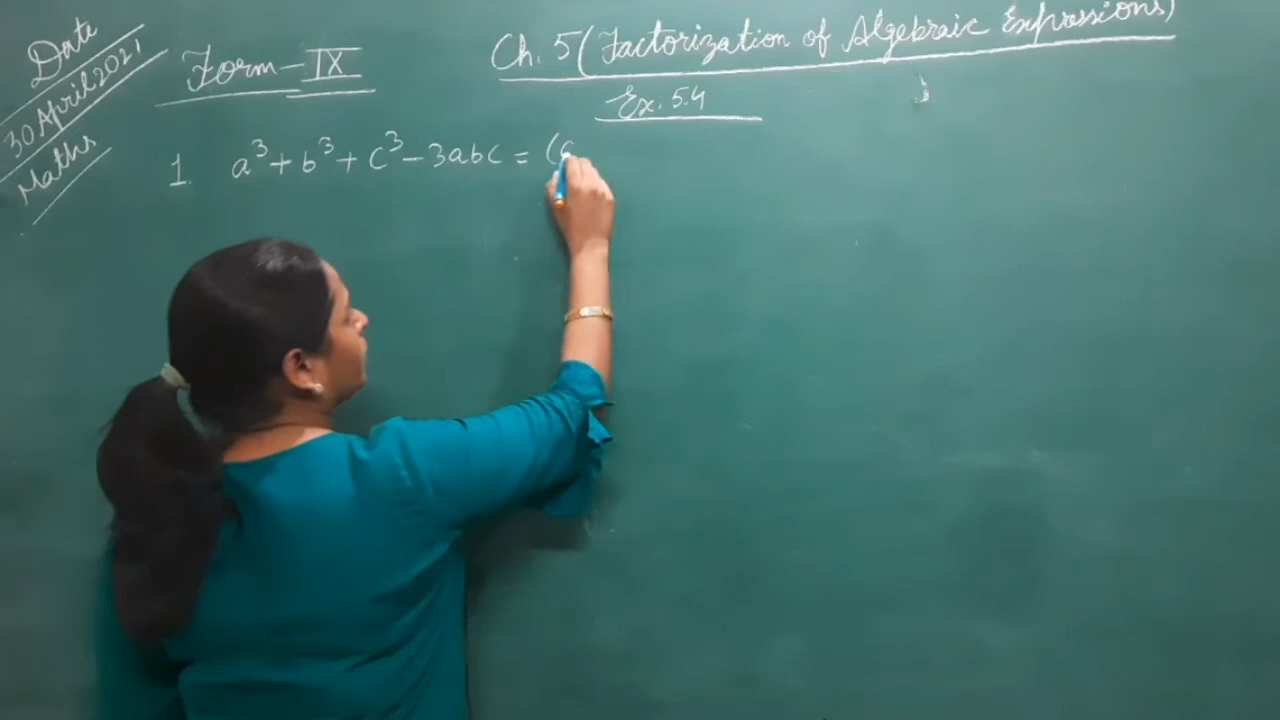 Date
30 April 2021
Maths
Form - IX
Ch. 5 (Factorization of Algebraic Expressions)
Ex. 5.4
1. a³ + b³ + c³ - 3abc = (